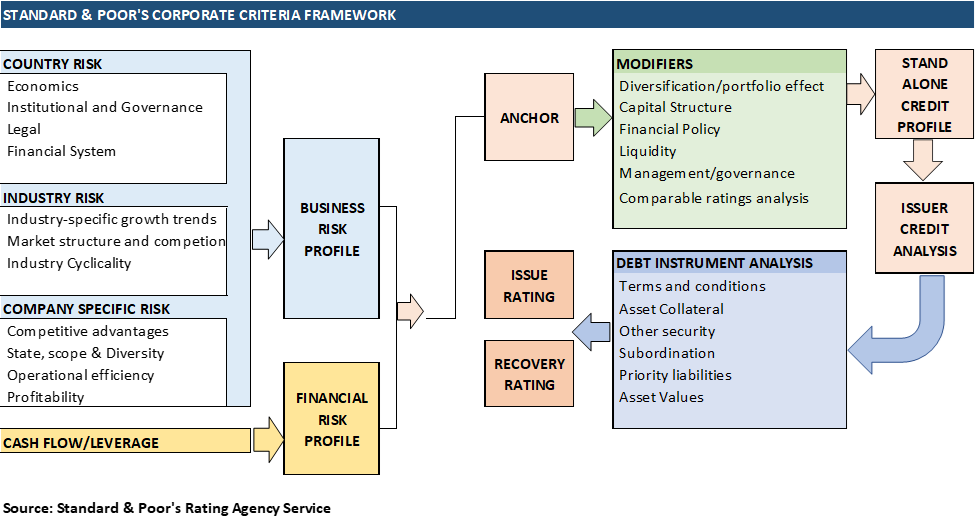 STANDARD & POOR'S CORPORATE CRITERIA FRAMEWORK
COUNTRY RISK
Economics
Institutional and Governance
Legal
Financial System
INDUSTRY RISK
Industry-specific growth trends
Market structure and competion
Industry Cyclicality
COMPANY SPECIFIC RISK
Competitive advantages
State, scope & Diversity
Operational efficiency
Profitability
CASH FLOW/LEVERAGE
BUSINESS
RISK
PROFILE
FINANCIAL
RISK
PROFILE
ANCHOR
MODIFIERS
Diversification/portfolio effect
Capital Structure
Financial Policy
Liquidity
Management/governance
Comparable ratings analysis
STAND
ALONE
CREDIT
PROFILE
ISSUER
CREDIT
ANALYSIS
DEBT INSTRUMENT ANALYSIS
Terms and conditions
Asset Collateral
Other security
Subordination
Priority liabilities
Asset Values
ISSUE
RATING
RECOVERY
RATING
Source: Standard & Poor's Rating Agency Service